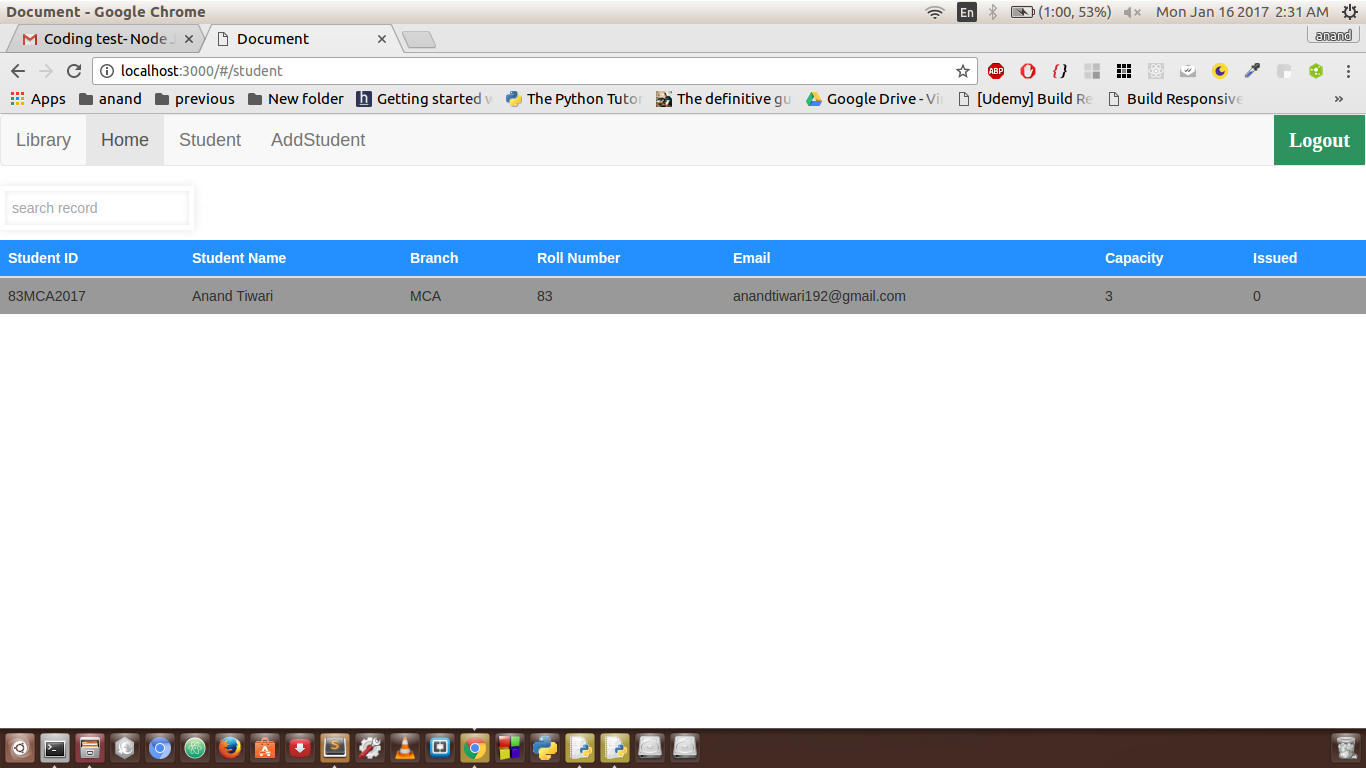 Document - Google Chrome En (1:00, 53%) Mon Jan 16 2017 2:31 AM
Coding test- Node J Document anand
localhost:3000/#/student ABP
Apps anand previous New folder h Getting started w The Python Tutor The definitive gu Google Drive - Vi [Udemy] Build Re Build Responsive »
Library Home Student AddStudent Logout
search record
Student ID Student Name Branch Roll Number Email Capacity Issued
83MCA2017 Anand Tiwari MCA 83 anandtiwari192@gmail.com 3 0